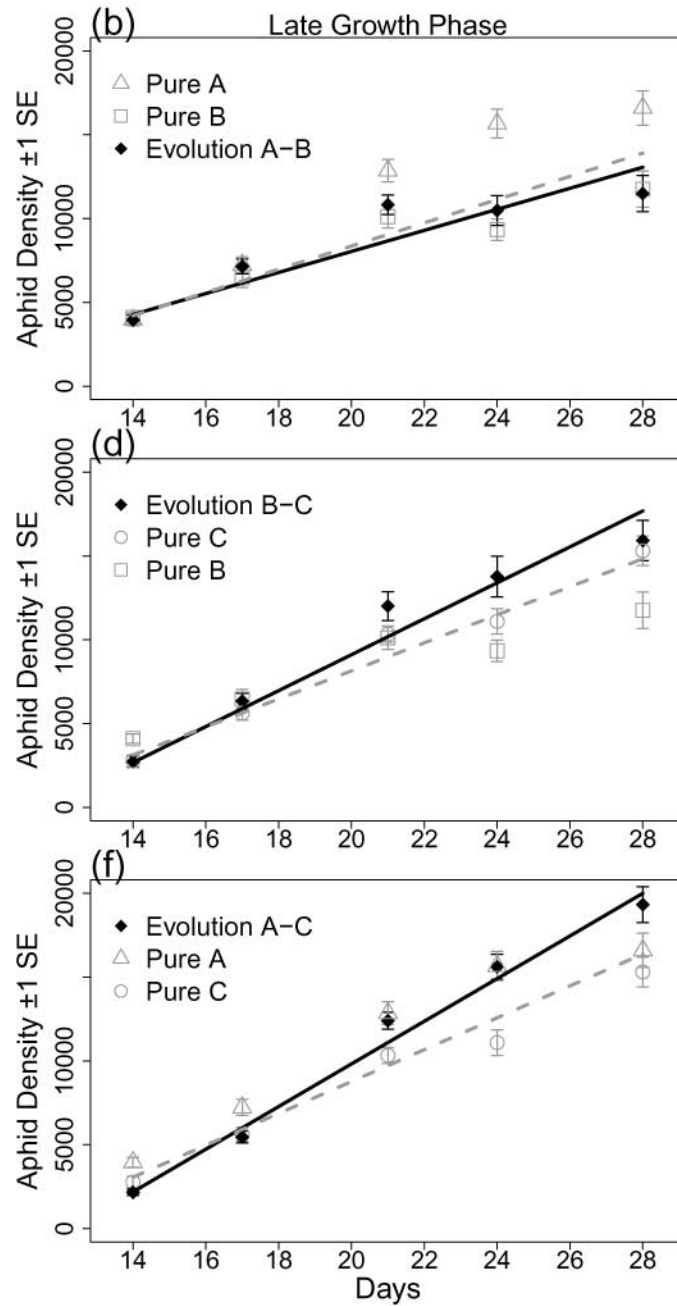 (b) Late Growth Phase
20000
Pure A
Pure B
Evolution A−B
10000
5000
0
Aphid Density ±1 SE
14 16 18 20 22 24 26 28
(d)
20000
Evolution B−C
Pure C
Pure B
10000
5000
0
Aphid Density ±1 SE
14 16 18 20 22 24 26 28
(f)
20000
Evolution A−C
Pure A
Pure C
10000
5000
0
Aphid Density ±1 SE
14 16 18 20 22 24 26 28
Days